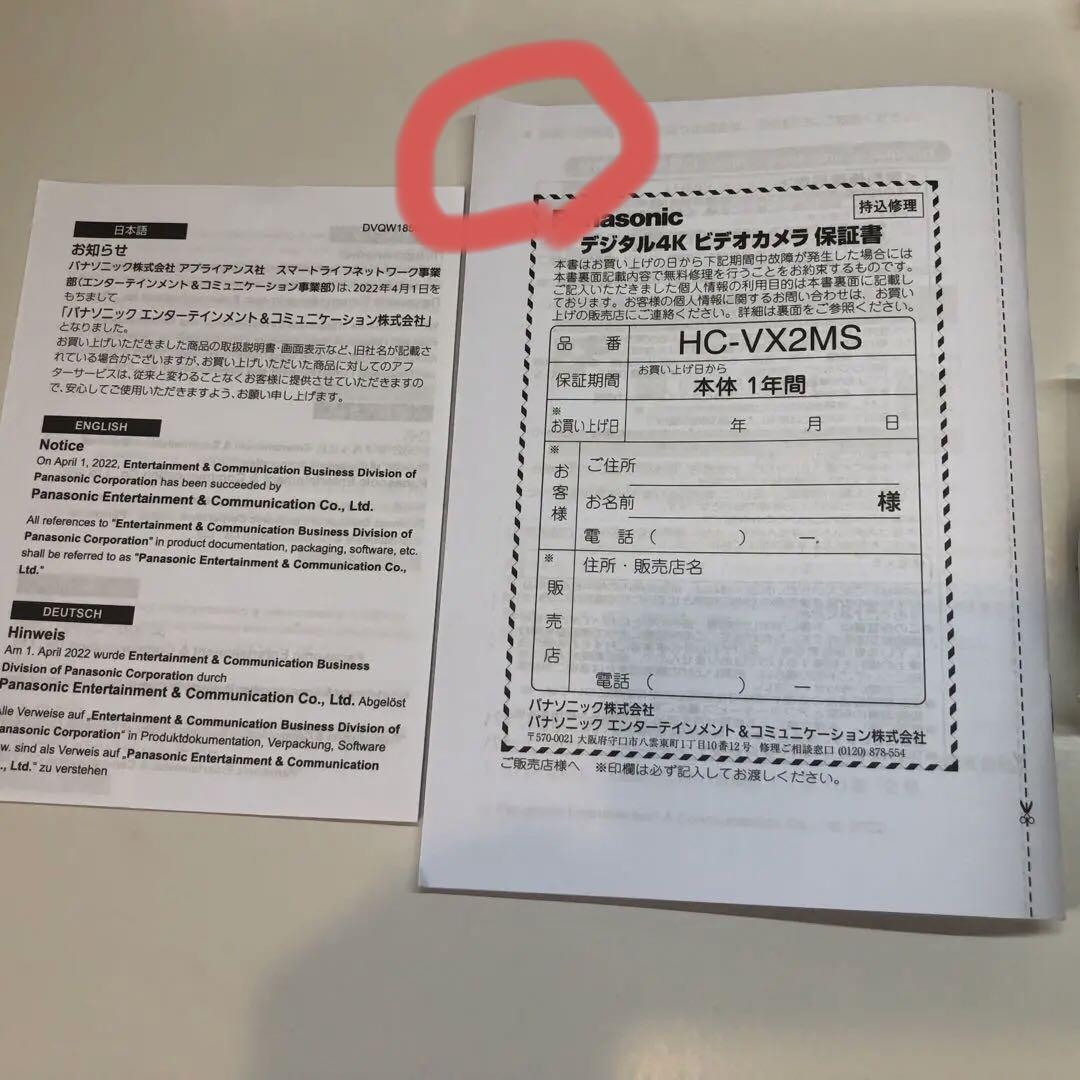 日本語
お知らせ
パナソニック株式会社 アプライアンス社 スマートライフネットワーク事業
部(エンターテインメント&コミュニケーション事業部)は、2022年4月1日を
もちまして
「パナソニック エンターテインメント&コミュニケーション株式会社」
となりました。
お買い上げいただきました商品の取扱説明書・画面表示など、旧社名が記載さ
れている場合がございますが、お買い上げいただいた商品に対してのアフ
ターサービスは、従来と変わることなくお客様に提供させていただきますの
で、安心してご使用いただきますよう、お願い申し上げます。
ENGLISH
Notice
On April 1, 2022, Entertainment & Communication Business Division of
Panasonic Corporation has been succeeded by
Panasonic Entertainment & Communication Co., Ltd.
All references to "Entertainment & Communication Business Division of
Panasonic Corporation" in product documentation, packaging, software, etc.
shall be referred to as "Panasonic Entertainment & Communication Co.,
Ltd."
DEUTSCH
Hinweis
Am 1. April 2022 wurde Entertainment & Communication Business
Division of Panasonic Corporation durch
Panasonic Entertainment & Communication Co., Ltd. Abgelöst
Alle Verweise auf „Entertainment & Communication Business Division of
anasonic Corporation" in Produktdokumentation, Verpackung, Software
w. sind als Verweis auf „Panasonic Entertainment & Communication
., Ltd." zu verstehen
持込修理
Panasonic
デジタル4K ビデオカメラ 保証書
本書はお買い上げの日から下記期間中故障が発生した場合には
本書裏面記載内容で無料修理を行うことをお約束するものです。
ご記入いただきました個人情報の利用目的は本書裏面に記載し
ております。お客様の個人情報に関するお問い合わせは、お買い
上げの販売店にご連絡ください。詳細は裏面をご参照ください。
品 番 HC-VX2MS
保証期間 お買い上げ日から
本体 1年間
※お買い上げ日 年 月 日
※お客様
ご住所
お名前 様
電 話 ( ) ―
※販売店
住所・販売店名
電話 ( ) ―
パナソニック株式会社
パナソニック エンターテインメント&コミュニケーション株式会社
〒570-0021 大阪府守口市八雲東町1丁目10番12号 修理ご相談窓口 (0120) 878-554
ご販売店様へ ※印欄は必ず記入してお渡しください。